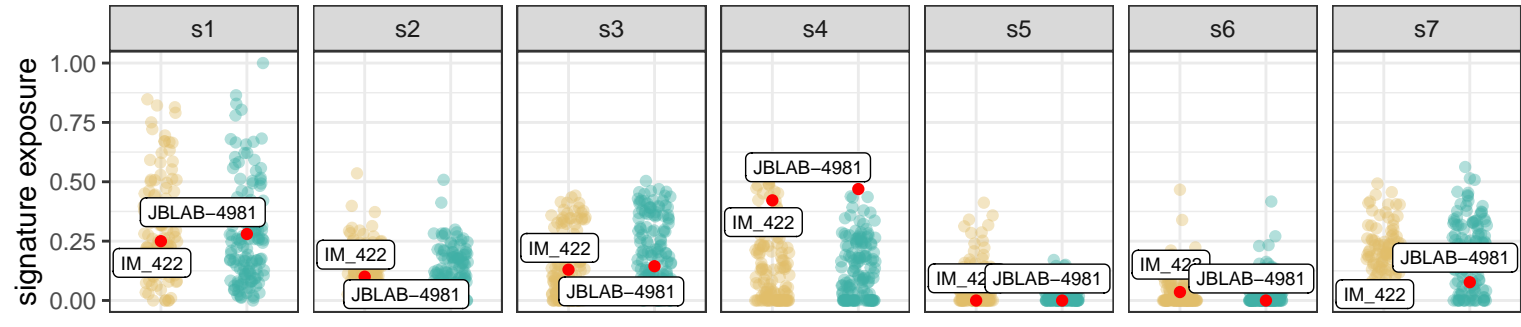 s1 s2 s3 s4 s5 s6 s7
signature exposure
1.00
0.75
0.50
0.25
0.00
JBLAB−4981
IM_422
IM_422
JBLAB−4981
IM_422
JBLAB−4981
JBLAB−4981
IM_422
IM_42 JBLAB−4981
IM_422
JBLAB−4981
JBLAB−4981
IM_422